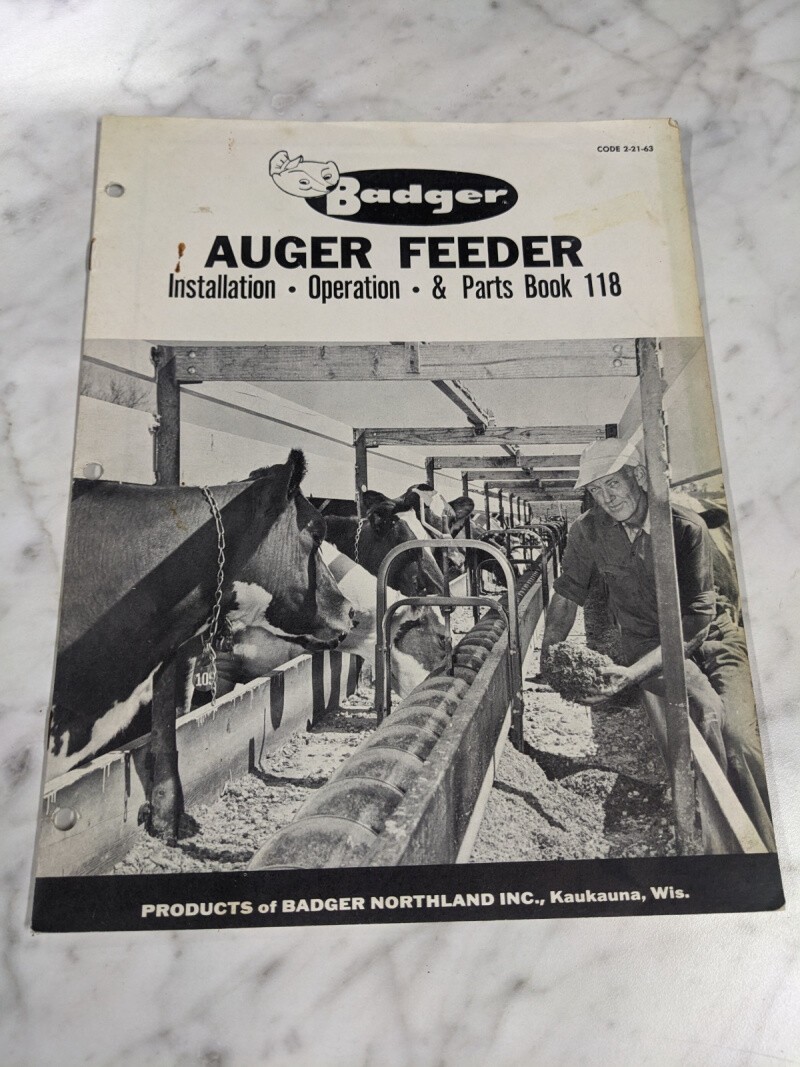 CODE 2-21-63
Badger
AUGER FEEDER
Installation • Operation • & Parts Book 118
PRODUCTS of BADGER NORTHLAND INC., Kaukauna, Wis.